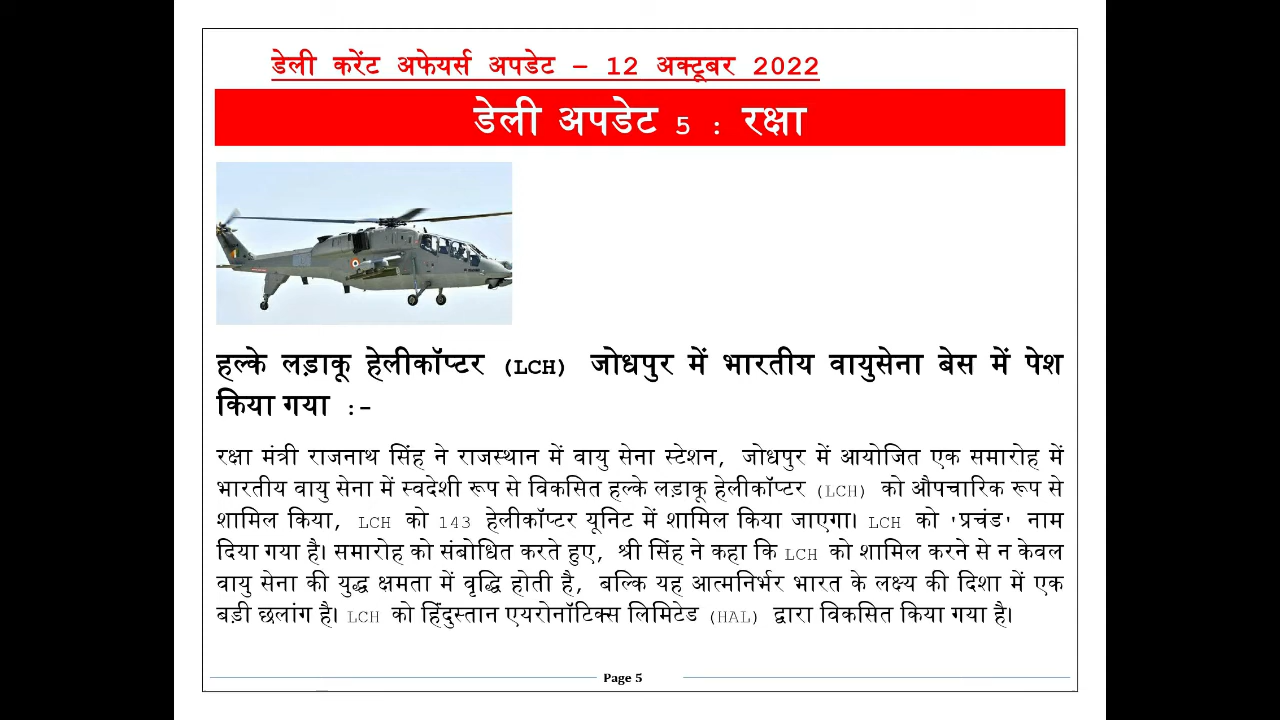 डेली करेंट अफेयर्स अपडेट – 12 अक्टूबर 2022
डेली अपडेट 5 : रक्षा
हल्के लड़ाकू हेलीकॉप्टर (LCH) जोधपुर में भारतीय वायुसेना बेस में पेश
किया गया :-
रक्षा मंत्री राजनाथ सिंह ने राजस्थान में वायु सेना स्टेशन, जोधपुर में आयोजित एक समारोह में
भारतीय वायु सेना में स्वदेशी रूप से विकसित हल्के लड़ाकू हेलीकॉप्टर (LCH) को औपचारिक रूप से
शामिल किया, LCH को 143 हेलीकॉप्टर यूनिट में शामिल किया जाएगा। LCH को 'प्रचंड' नाम
दिया गया है। समारोह को संबोधित करते हुए, श्री सिंह ने कहा कि LCH को शामिल करने से न केवल
वायु सेना की युद्ध क्षमता में वृद्धि होती है, बल्कि यह आत्मनिर्भर भारत के लक्ष्य की दिशा में एक
बड़ी छलांग है। LCH को हिंदुस्तान एयरोनॉटिक्स लिमिटेड (HAL) द्वारा विकसित किया गया है।
Page 5